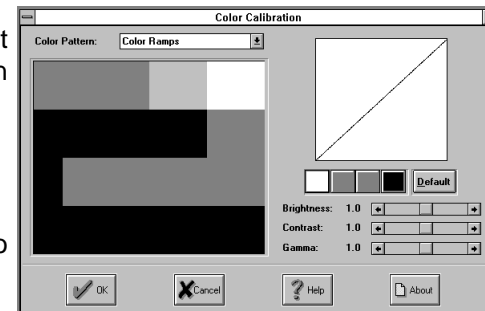 Color Calibration
Color Pattern: Color Ramps
Default
Brightness: 1.0
Contrast: 1.0
Gamma: 1.0
OK Cancel Help About